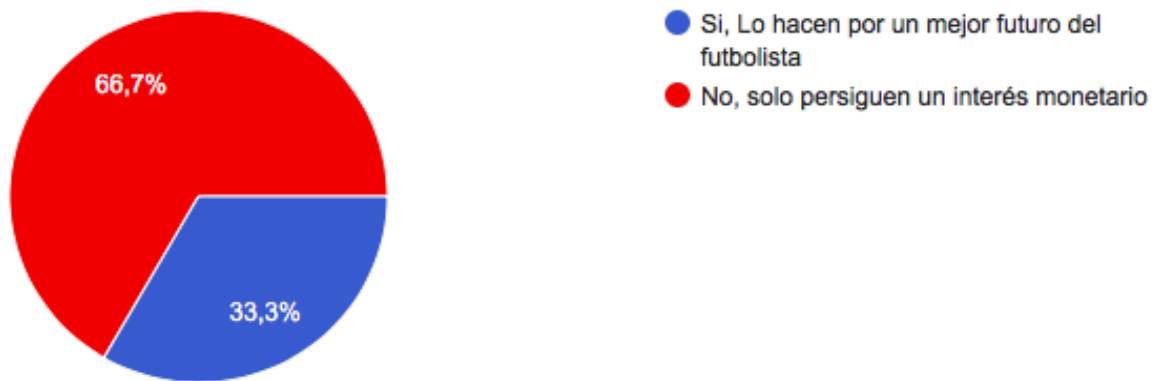 66,7%
33,3%
Si, Lo hacen por un mejor futuro del
futbolista
No, solo persiguen un interés monetario